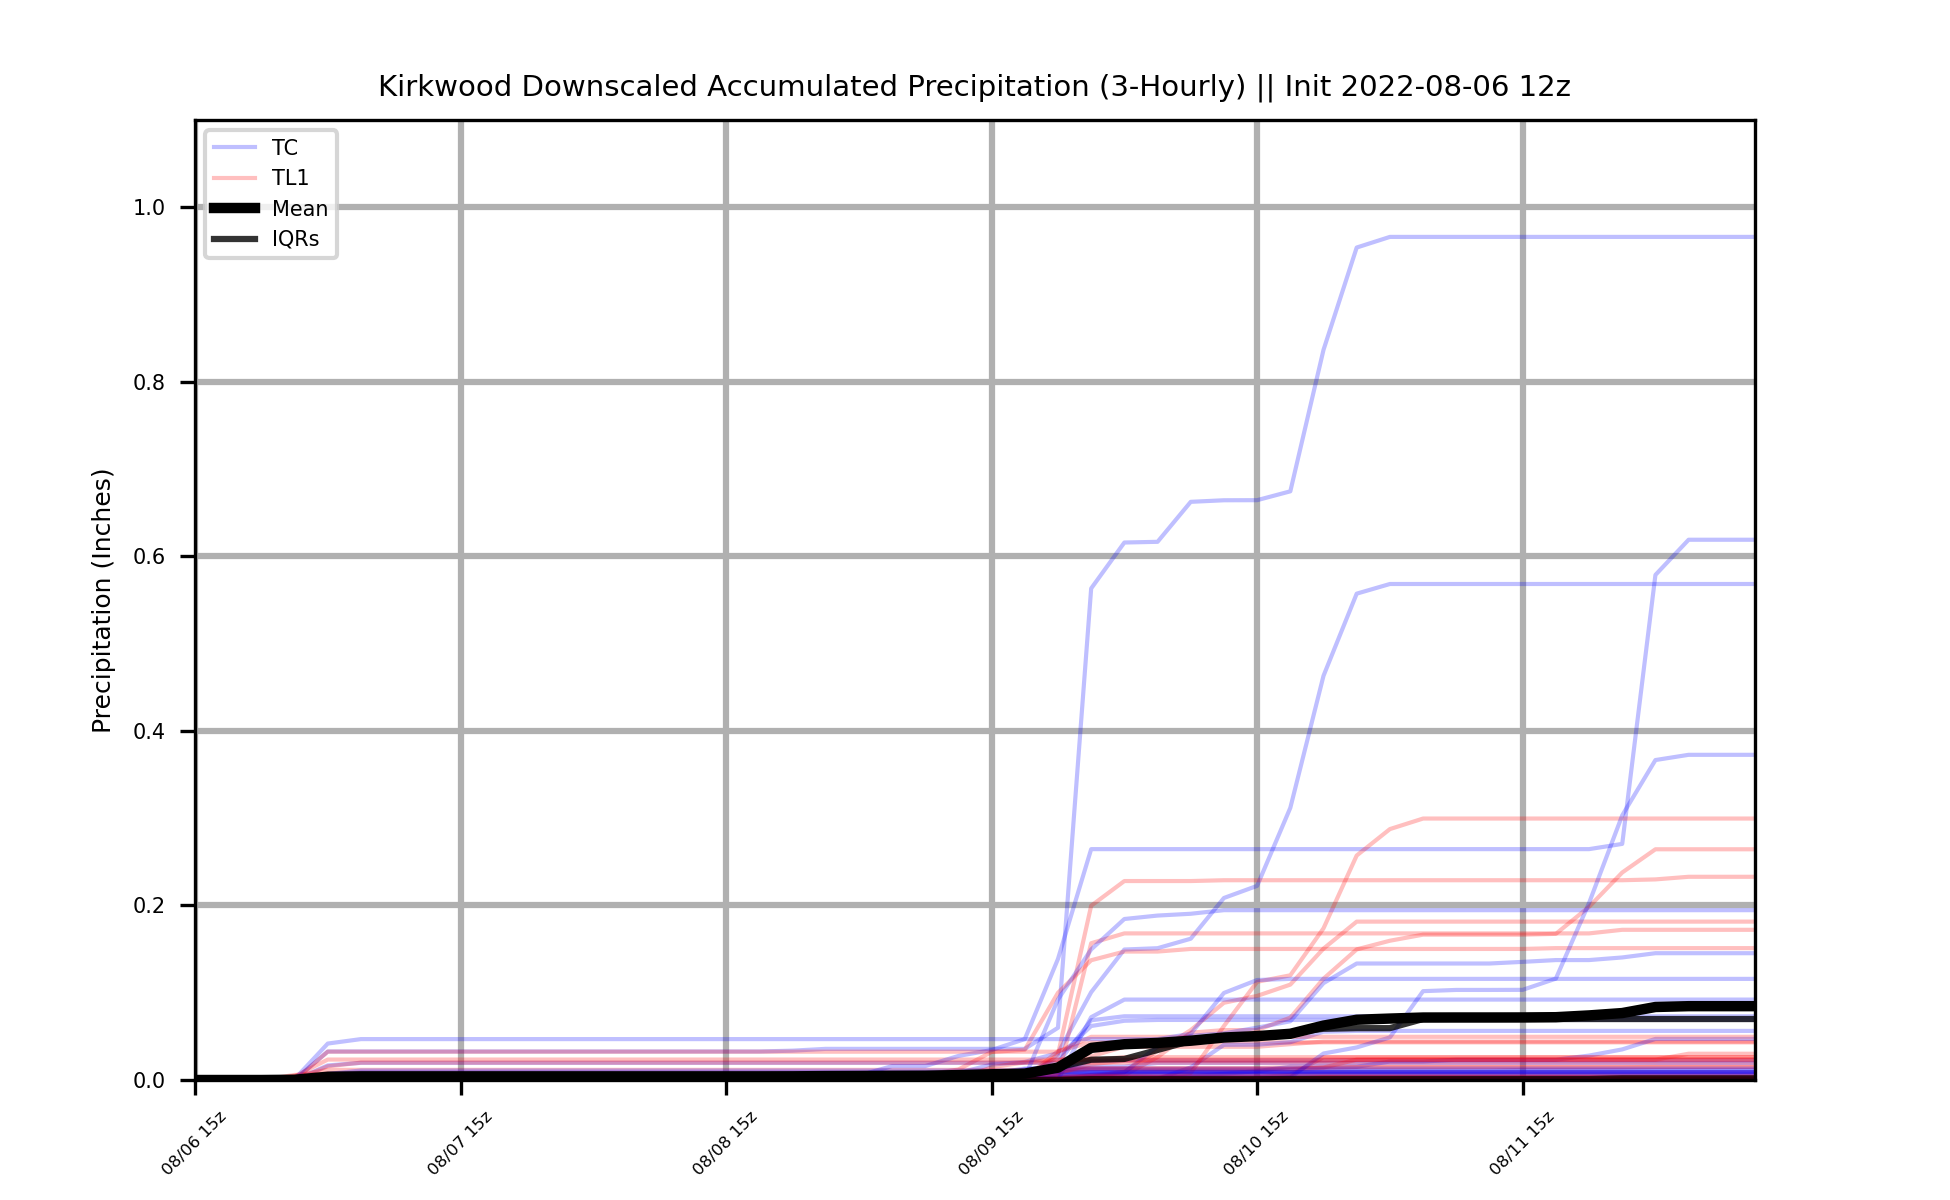 Kirkwood Downscaled Accumulated Precipitation (3-Hourly) || Init 2022-08-06 12z
TC
TL1
Mean
IQRs
Precipitation (Inches)
1.0
0.8
0.6
0.4
0.2
0.0
08/06 15z
08/07 15z
08/08 15z
08/09 15z
08/10 15z
08/11 15z